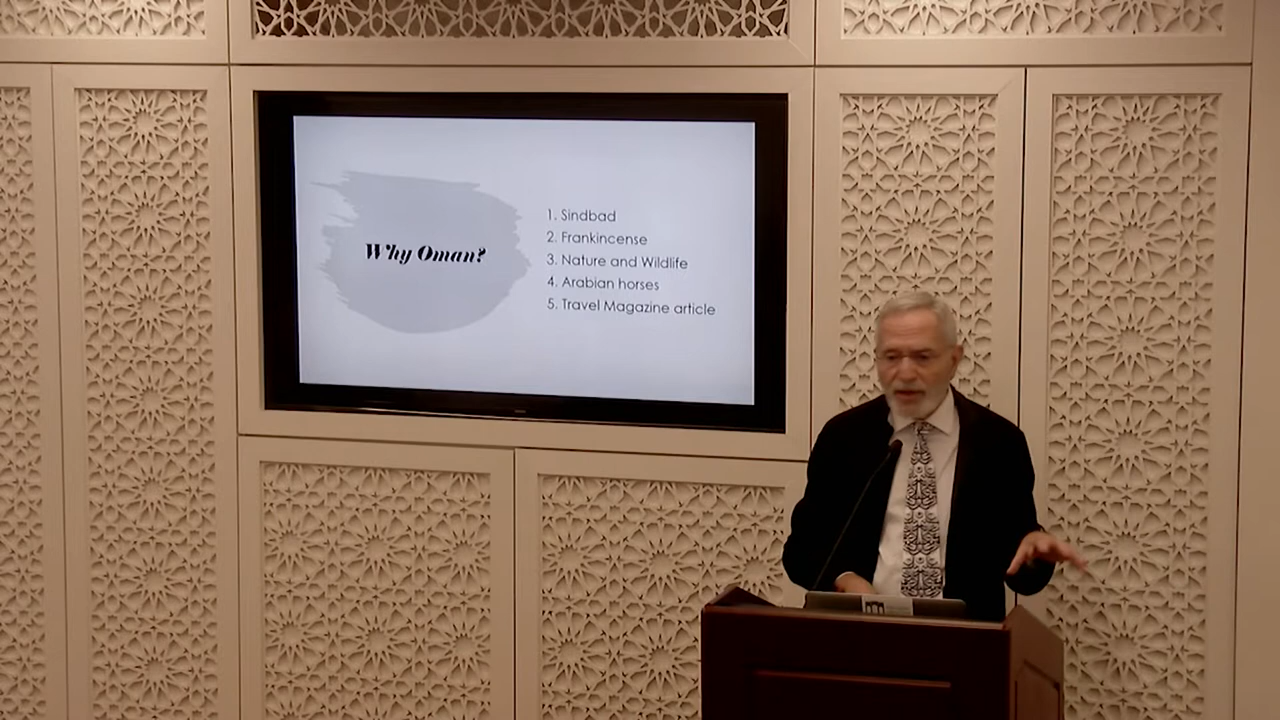 Why Oman?
1. Sindbad
2. Frankincense
3. Nature and Wildlife
4. Arabian horses
5. Travel Magazine article